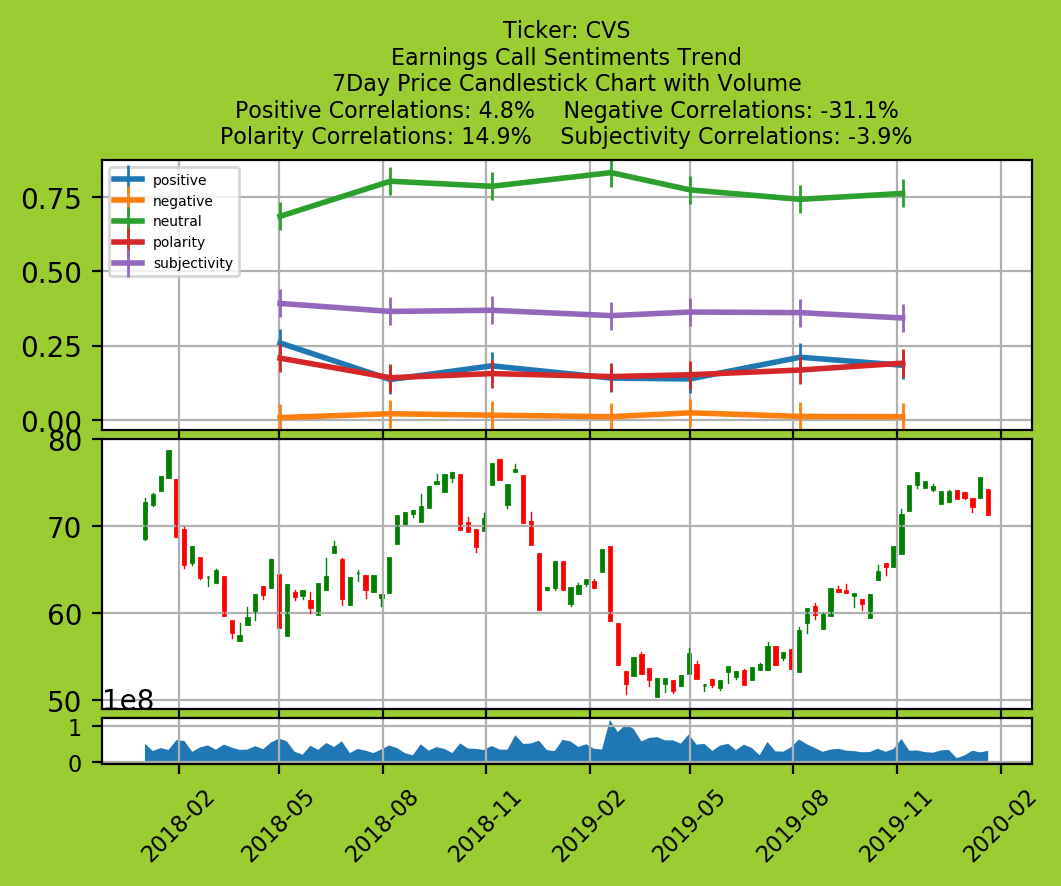 Ticker: CVS
Earnings Call Sentiments Trend
7Day Price Candlestick Chart with Volume
Positive Correlations: 4.8%    Negative Correlations: -31.1%
Polarity Correlations: 14.9%    Subjectivity Correlations: -3.9%
positive
negative
neutral
polarity
subjectivity
0.75
0.50
0.25
0.00
80
70
60
50
1e8
1
0
2018-02 2018-05 2018-08 2018-11 2019-02 2019-05 2019-08 2019-11 2020-02